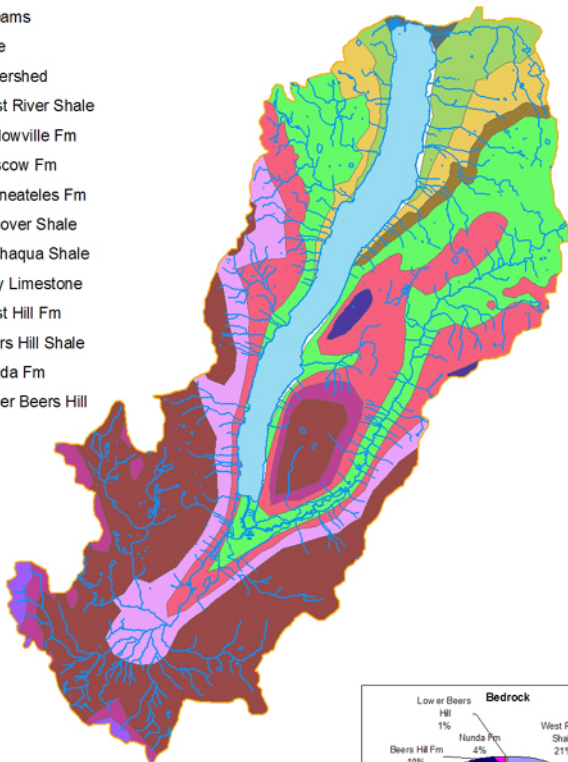 ams
e
ershed
st River Shale
lowville Fm
scow Fm
neateles Fm
over Shale
haqua Shale
y Limestone
st Hill Fm
rs Hill Shale
da Fm
er Beers Hill
Bedrock
Lower Beers
Hill
1%
Nunda Fm
4%
West R
Shal
21%
Beers Hill Fm